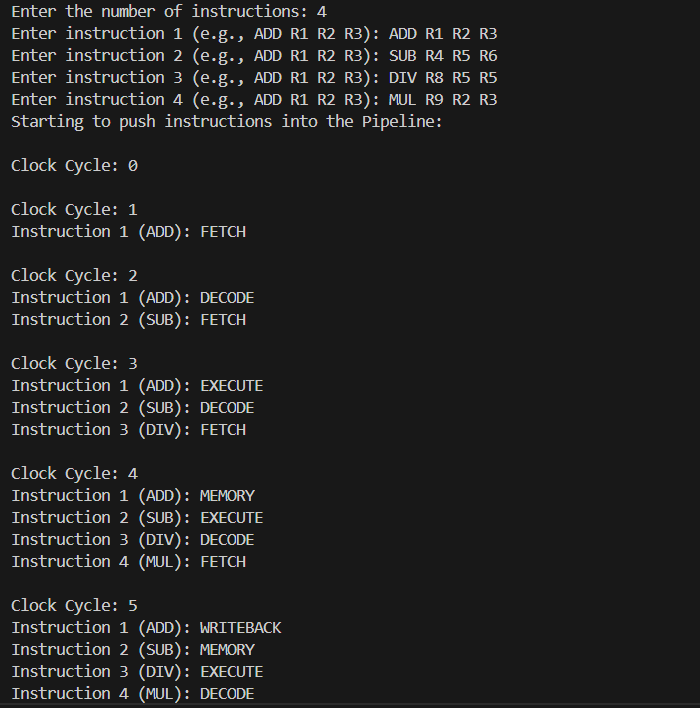 Enter the number of instructions: 4
Enter instruction 1 (e.g., ADD R1 R2 R3): ADD R1 R2 R3
Enter instruction 2 (e.g., ADD R1 R2 R3): SUB R4 R5 R6
Enter instruction 3 (e.g., ADD R1 R2 R3): DIV R8 R5 R5
Enter instruction 4 (e.g., ADD R1 R2 R3): MUL R9 R2 R3
Starting to push instructions into the Pipeline:
Clock Cycle: 0
Clock Cycle: 1
Instruction 1 (ADD): FETCH
Clock Cycle: 2
Instruction 1 (ADD): DECODE
Instruction 2 (SUB): FETCH
Clock Cycle: 3
Instruction 1 (ADD): EXECUTE
Instruction 2 (SUB): DECODE
Instruction 3 (DIV): FETCH
Clock Cycle: 4
Instruction 1 (ADD): MEMORY
Instruction 2 (SUB): EXECUTE
Instruction 3 (DIV): DECODE
Instruction 4 (MUL): FETCH
Clock Cycle: 5
Instruction 1 (ADD): WRITEBACK
Instruction 2 (SUB): MEMORY
Instruction 3 (DIV): EXECUTE
Instruction 4 (MUL): DECODE